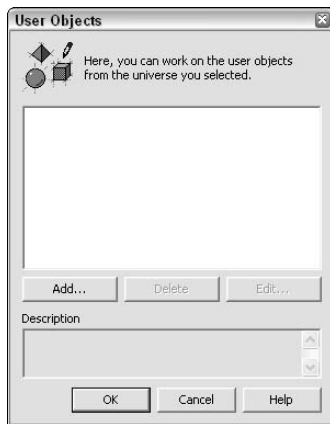 User Objects
Here, you can work on the user objects
from the universe you selected.
Add...
Delete
Edit...
Description
OK
Cancel
Help